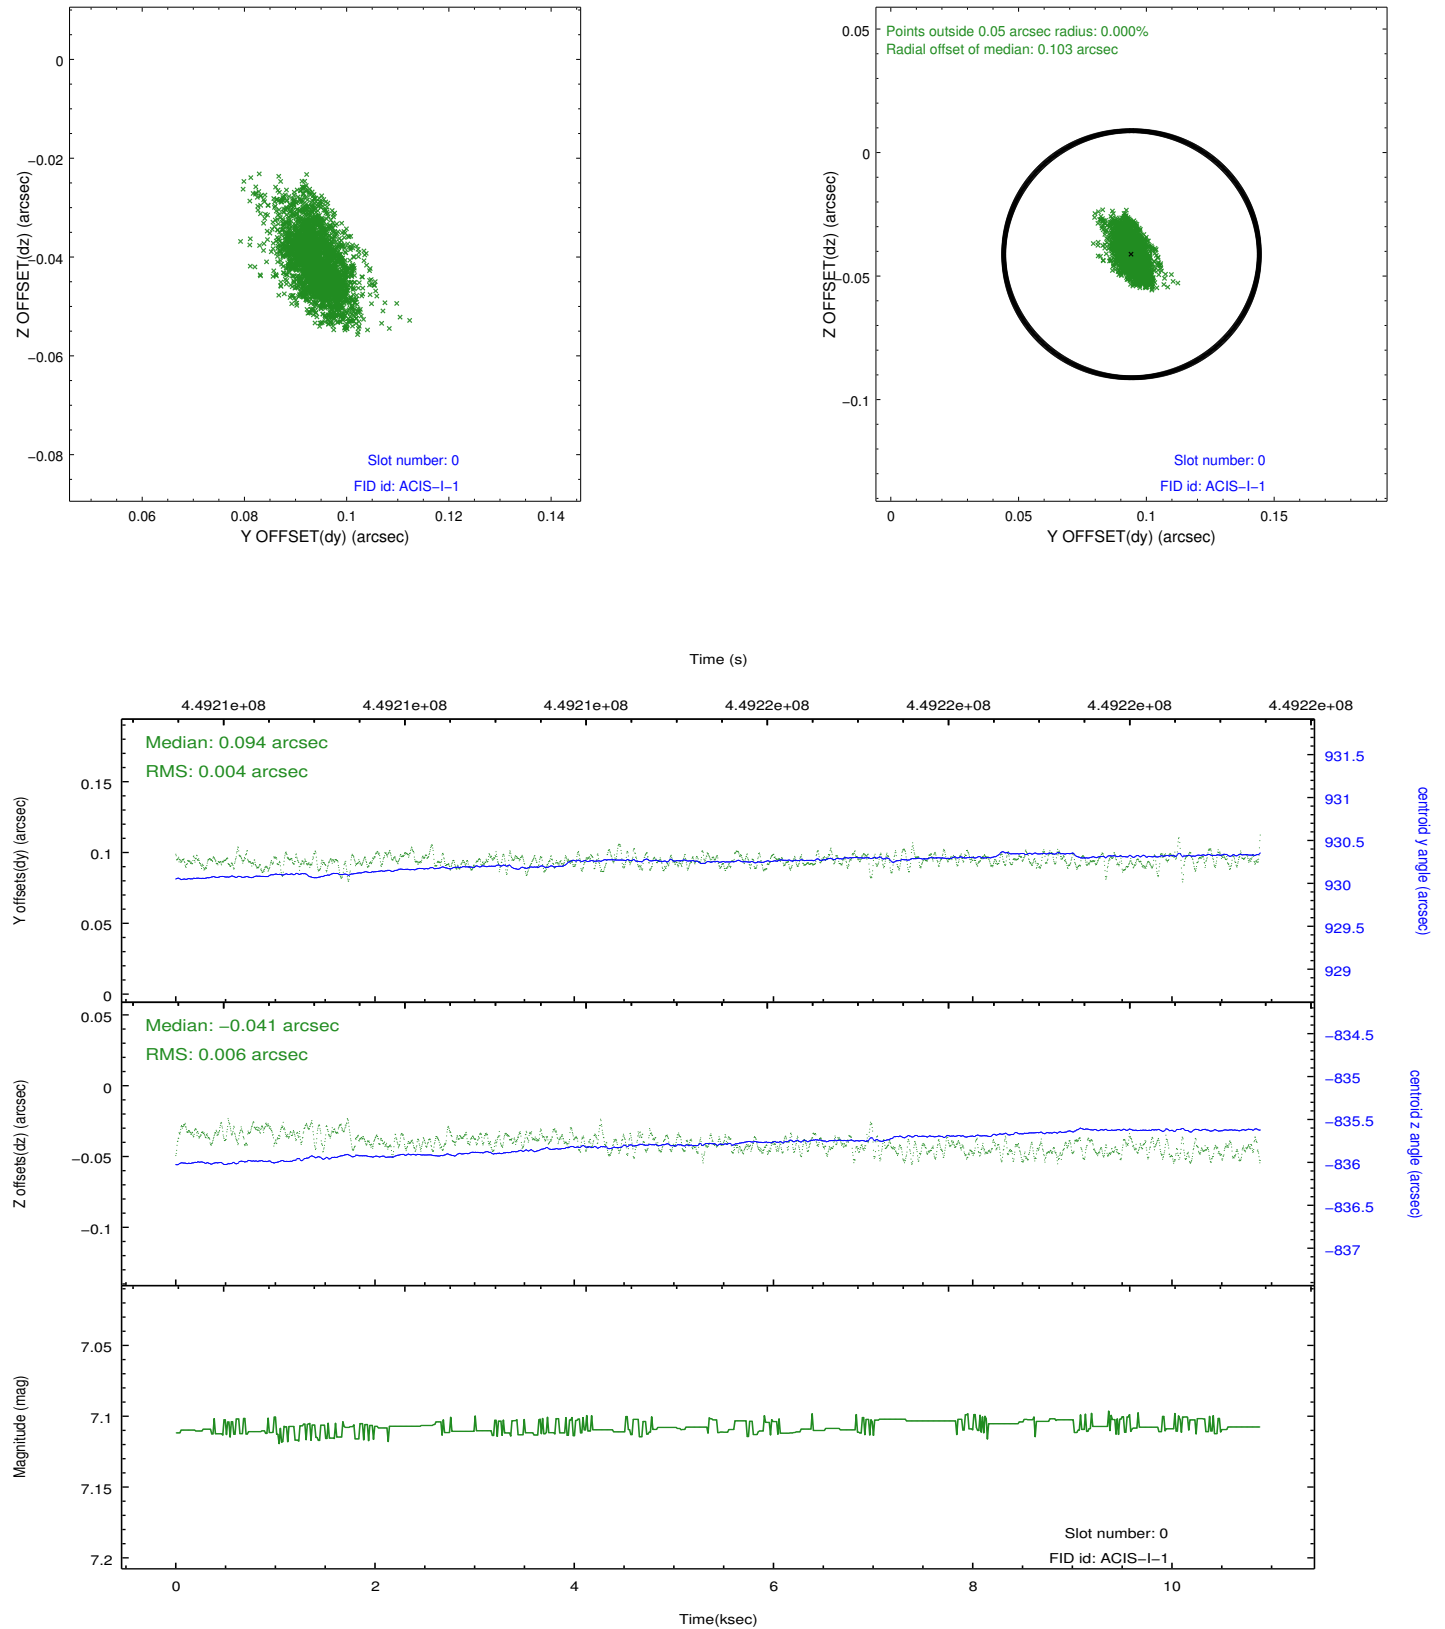 0
−0.02
−0.04
−0.06
−0.08
Z OFFSET(dz) (arcsec)
Slot number: 0
FID id: ACIS−I−1
0.06 0.08 0.1 0.12 0.14
Y OFFSET(dy) (arcsec)
Points outside 0.05 arcsec radius: 0.000%
Radial offset of median: 0.103 arcsec
0.05
0
−0.05
−0.1
Z OFFSET(dz) (arcsec)
Slot number: 0
FID id: ACIS−I−1
0 0.05 0.1 0.15
Y OFFSET(dy) (arcsec)
Time (s)
4.4921e+08 4.4921e+08 4.4921e+08 4.4922e+08 4.4922e+08 4.4922e+08 4.4922e+08
Median: 0.094 arcsec
RMS: 0.004 arcsec
0.15
0.1
0.05
0
Y offsets(dy) (arcsec)
931.5
931
930.5
930
929.5
929
centroid y angle (arcsec)
Median: −0.041 arcsec
RMS: 0.006 arcsec
0.05
0
−0.05
−0.1
Z offsets(dz) (arcsec)
−834.5
−835
−835.5
−836
−836.5
−837
centroid z angle (arcsec)
7.05
7.1
7.15
7.2
Magnitude (mag)
Slot number: 0
FID id: ACIS−I−1
0 2 4 6 8 10
Time(ksec)